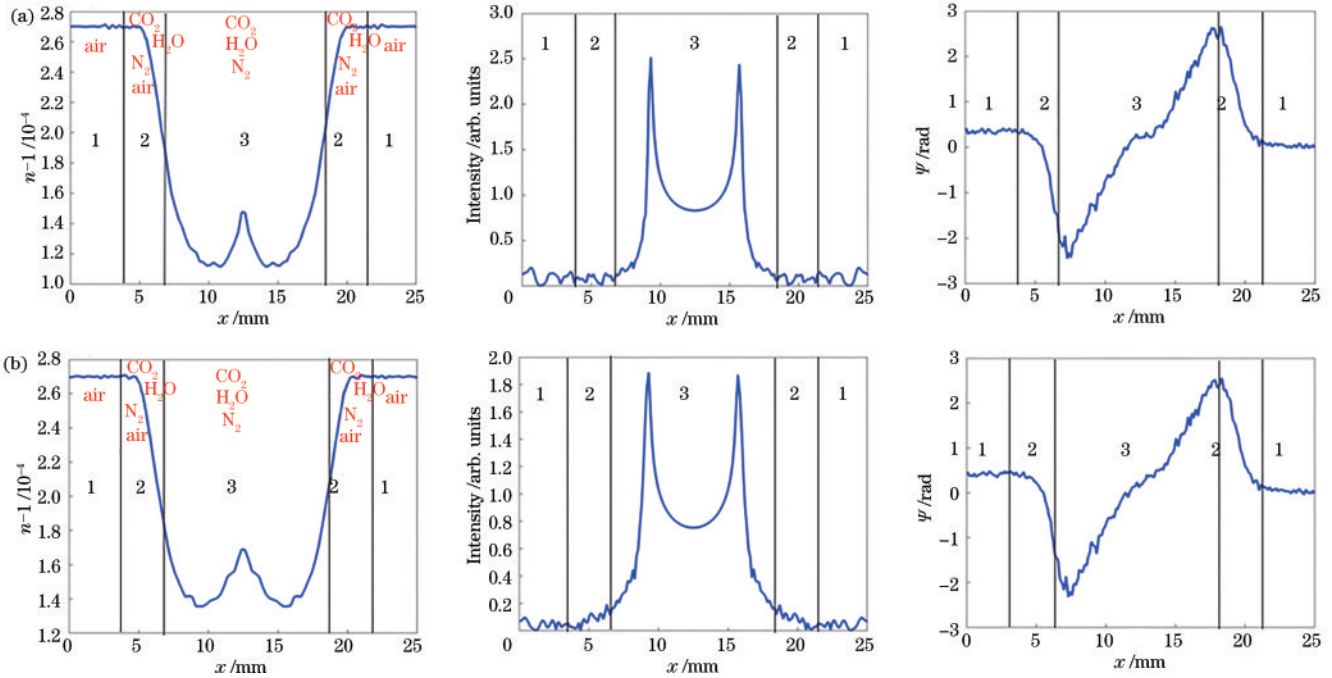 (a)
2.8
2.6
2.4
2.2
2.0
1.8
1.6
1.4
1.2
1.0
n−1 /10⁻⁴
CO₂
H₂O
air
N₂
air
CO₂
H₂O
N₂
CO₂
H₂O air
N₂
air
1 2 3 2 1
0 5 10 15 20 25
x /mm
3.0
2.5
2.0
1.5
1.0
0.5
Intensity /arb. units
1 2 3 2 1
0 5 10 15 20 25
x /mm
3
2
1
0
−1
−2
−3
Ψ /rad
1 2 3 2 1
0 5 10 15 20 25
x /mm
(b)
2.8
2.6
2.4
2.2
2.0
1.8
1.6
1.4
1.2
n−1 /10⁻⁴
CO₂
H₂O
air
N₂
air
CO₂
H₂O
N₂
CO₂
H₂O air
N₂
air
1 2 3 2 1
0 5 10 15 20 25
x /mm
2.0
1.8
1.6
1.4
1.2
1.0
0.8
0.6
0.4
0.2
Intensity /arb. units
1 2 3 2 1
0 5 10 15 20 25
x /mm
3
2
1
0
−1
−2
−3
Ψ /rad
1 2 3 2 1
0 5 10 15 20 25
x /mm